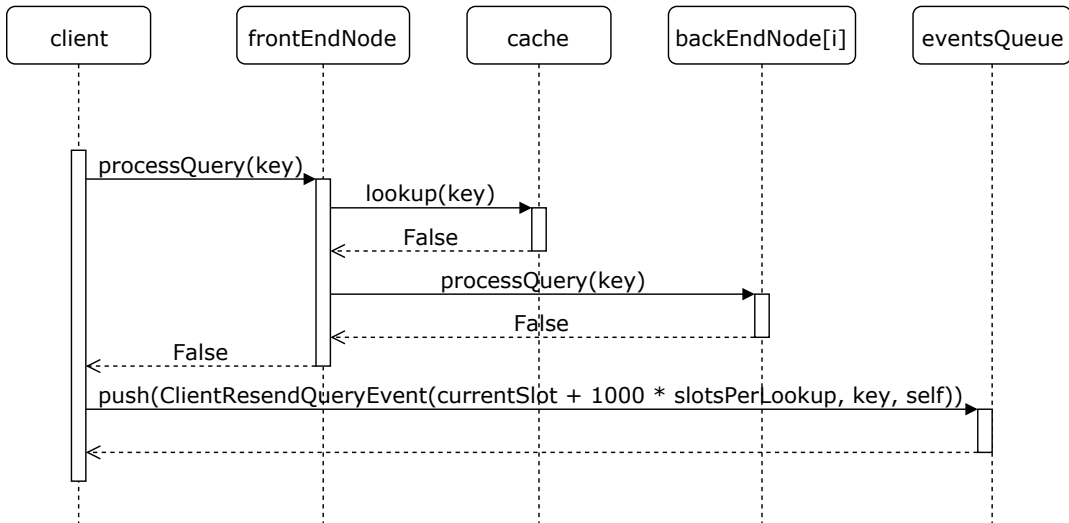 client
frontEndNode
cache
backEndNode[i]
eventsQueue
processQuery(key)
lookup(key)
False
processQuery(key)
False
False
push(ClientResendQueryEvent(currentSlot + 1000 * slotsPerLookup, key, self))